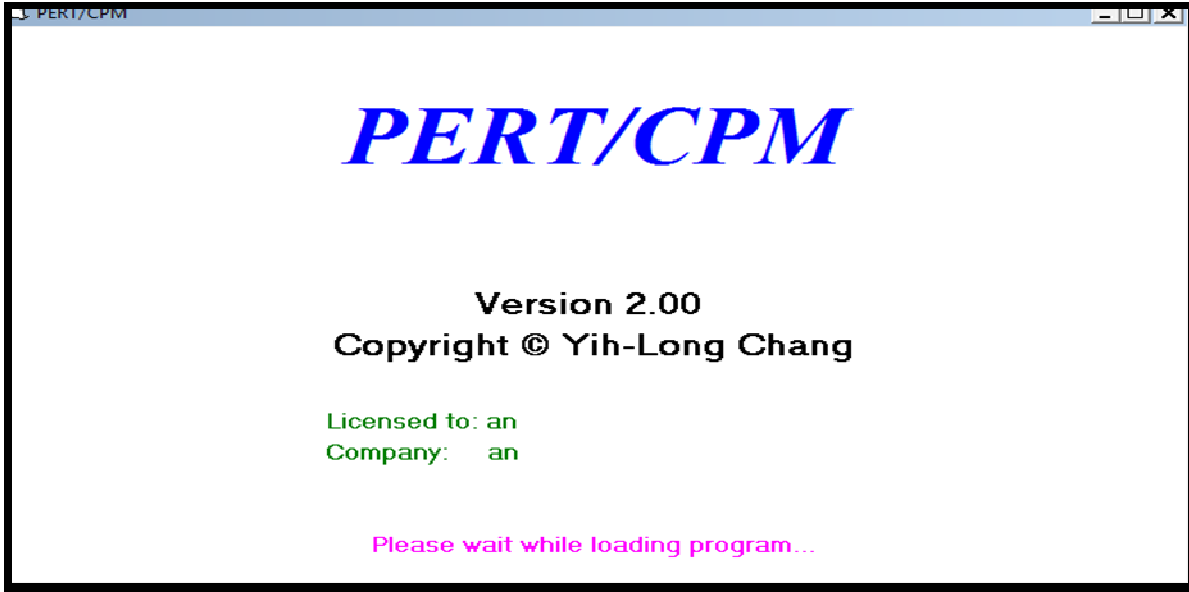 PERT/CPM
PERT/CPM
Version 2.00
Copyright © Yih-Long Chang
Licensed to: an
Company: an
Please wait while loading program...